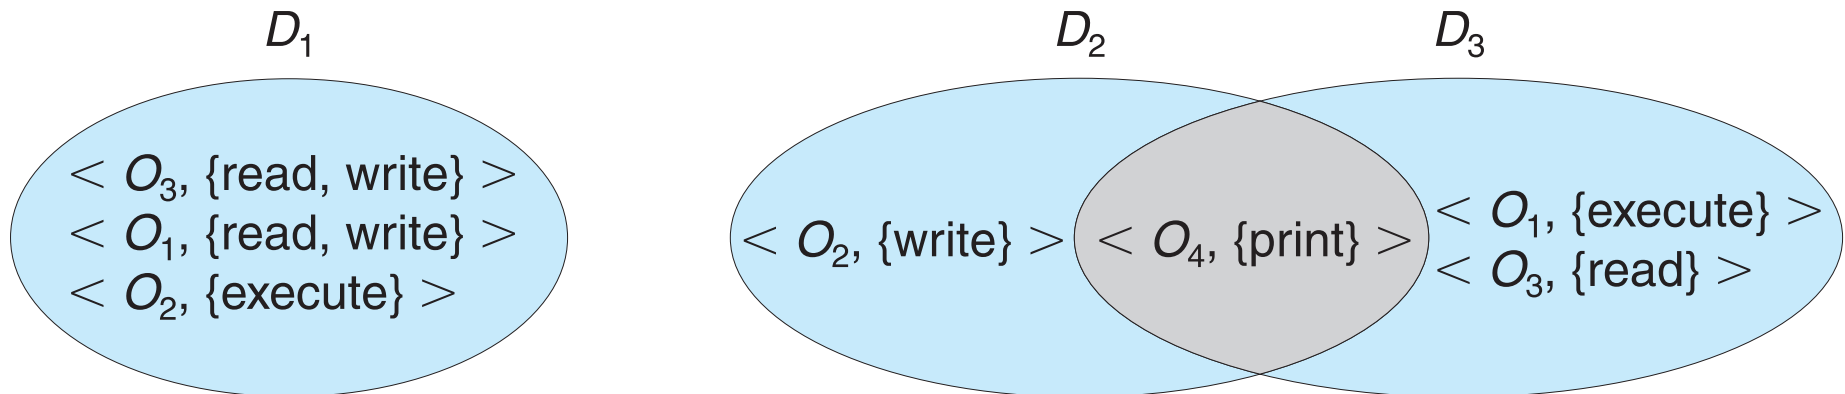 D₁ D₂ D₃
< O₃, {read, write} >
< O₁, {read, write} >
< O₂, {execute} >
< O₂, {write} >
< O₄, {print} >
< O₁, {execute} >
< O₃, {read} >